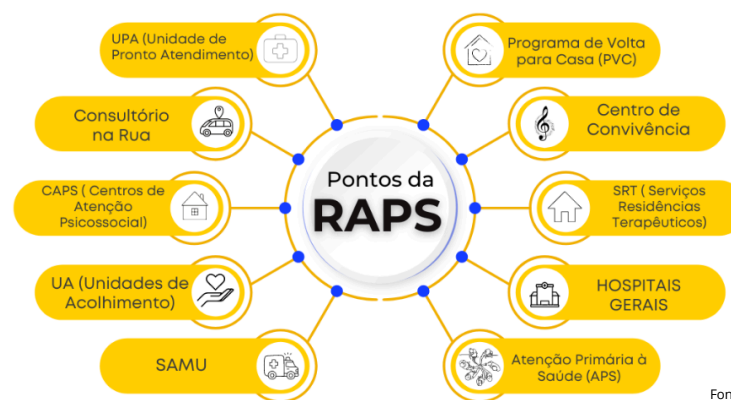 UPA (Unidade de
Pronto Atendimento)
Consultório
na Rua
CAPS ( Centros de
Atenção
Psicossocial)
UA (Unidades de
Acolhimento)
SAMU
Pontos da
RAPS
Programa de Volta
para Casa (PVC)
Centro de
Convivência
SRT ( Serviços
Residências
Terapêuticos)
HOSPITAIS
GERAIS
Atenção Primária à
Saúde (APS)
Fon